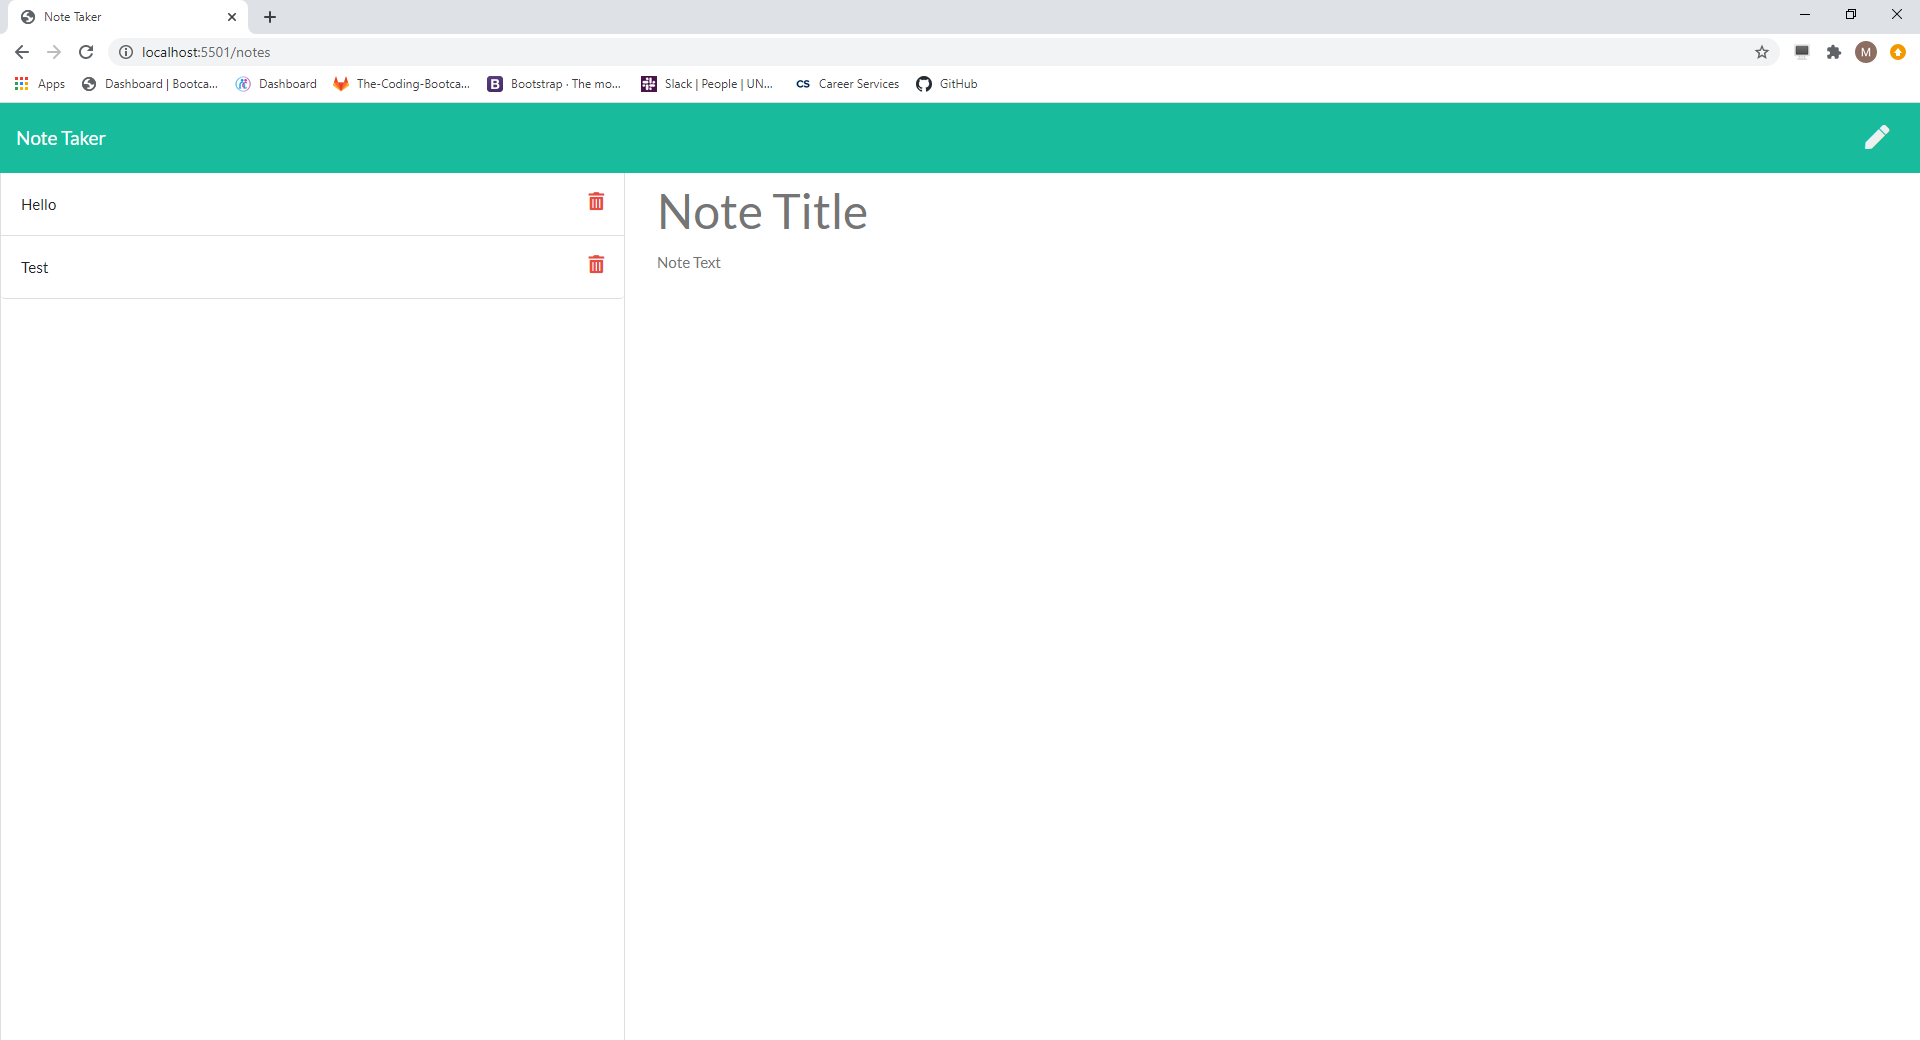 Note Taker
localhost:5501/notes
M
Apps
Dashboard | Bootca...
Dashboard
The-Coding-Bootca...
B
Bootstrap · The mo...
Slack | People | UN...
CS
Career Services
GitHub
Note Taker
Hello
Test
Note Title
Note Text